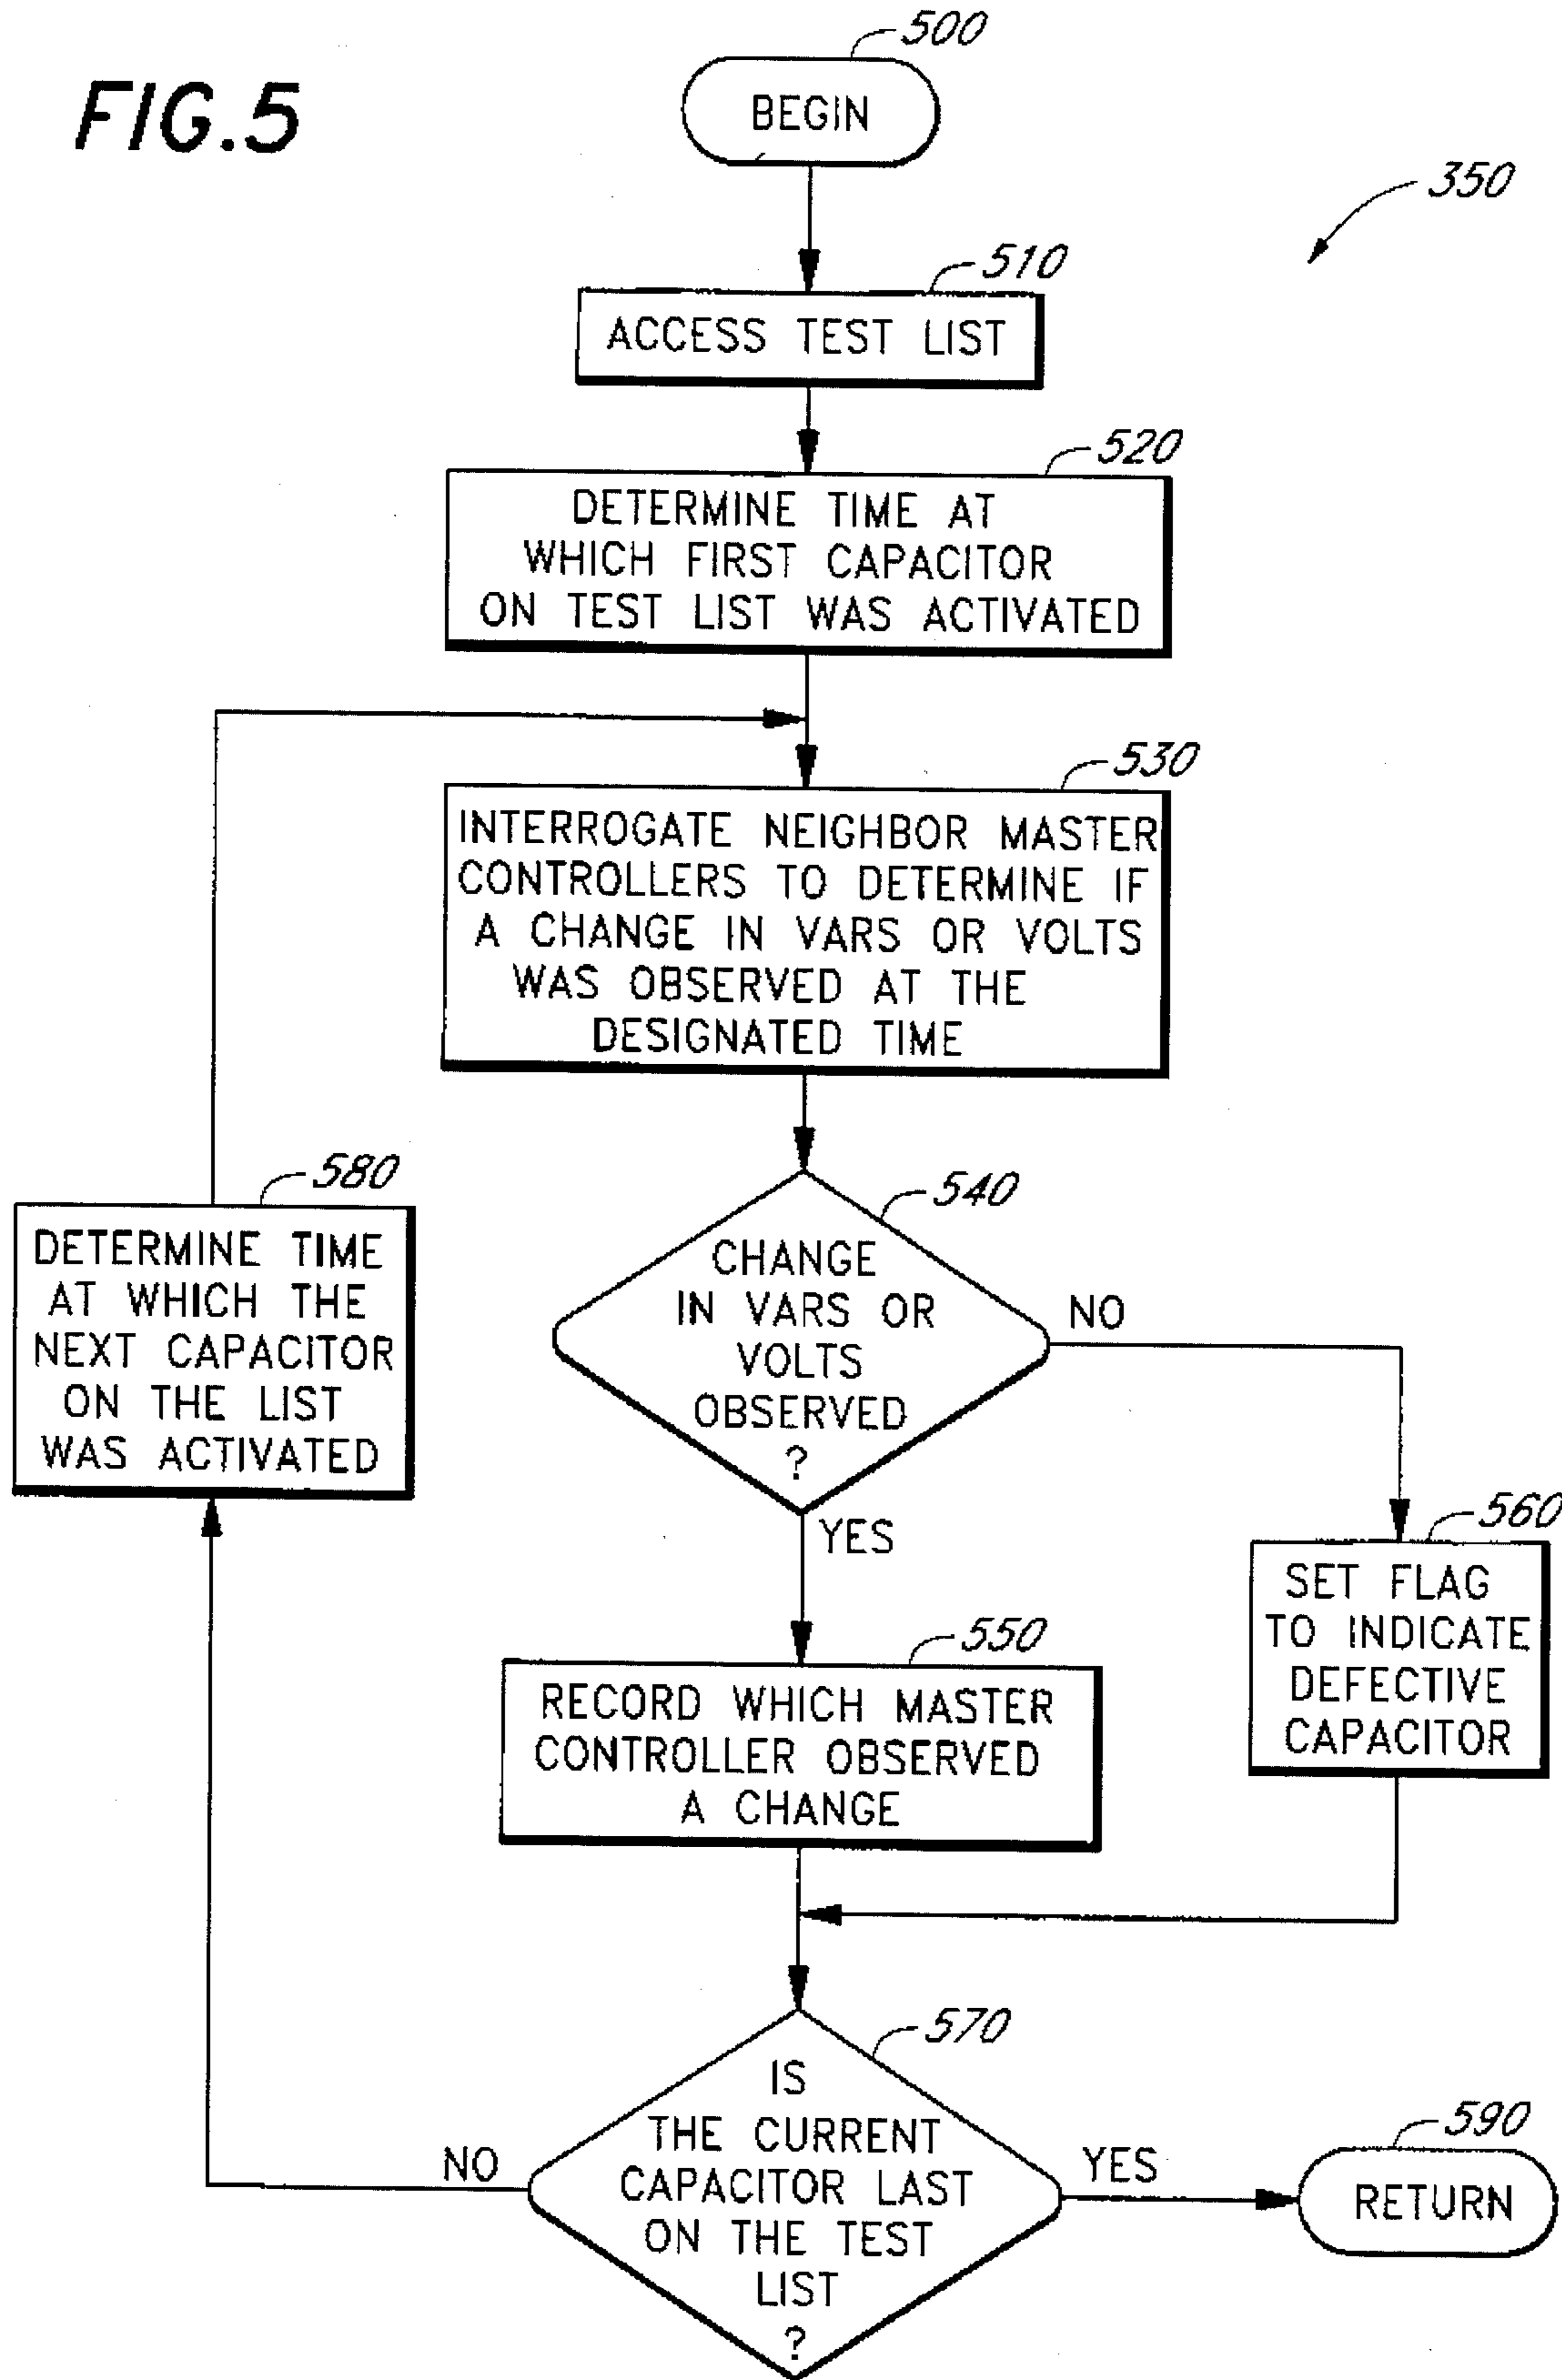 FIG.5
500
BEGIN
350
510
ACCESS TEST LIST
520
DETERMINE TIME AT
WHICH FIRST CAPACITOR
ON TEST LIST WAS ACTIVATED
530
INTERROGATE NEIGHBOR MASTER
CONTROLLERS TO DETERMINE IF
A CHANGE IN VARS OR VOLTS
WAS OBSERVED AT THE
DESIGNATED TIME
580
DETERMINE TIME
AT WHICH THE
NEXT CAPACITOR
ON THE LIST
WAS ACTIVATED
540
CHANGE
IN VARS OR
VOLTS
OBSERVED
?
NO
YES
560
SET FLAG
TO INDICATE
DEFECTIVE
CAPACITOR
550
RECORD WHICH MASTER
CONTROLLER OBSERVED
A CHANGE
570
IS
THE CURRENT
CAPACITOR LAST
ON THE TEST
LIST
?
NO
YES
590
RETURN